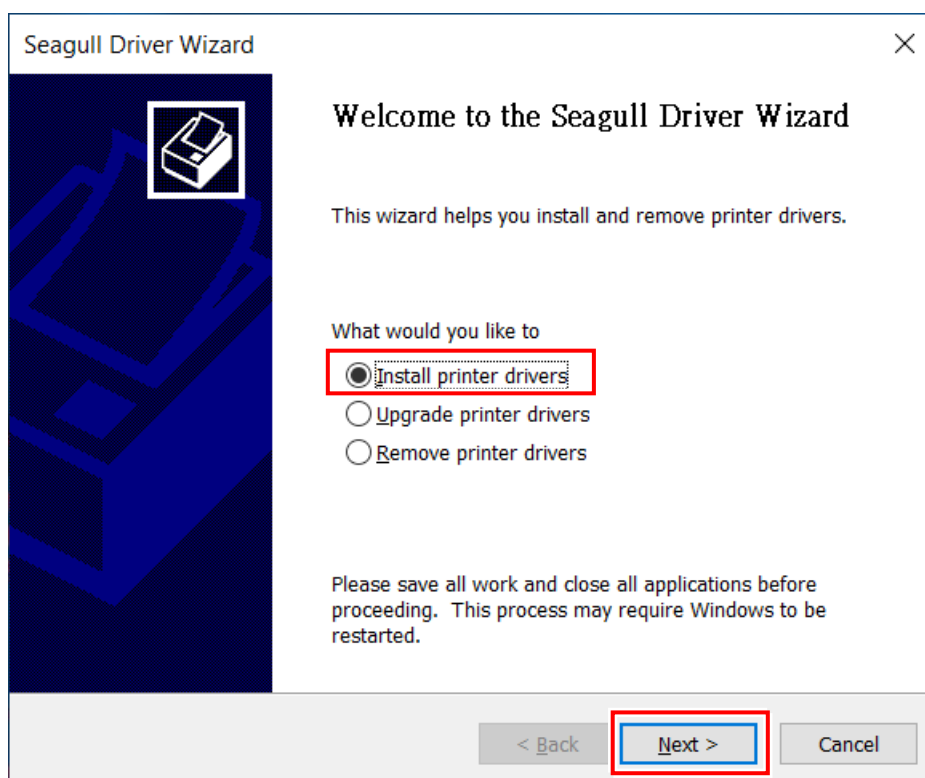 Seagull Driver Wizard
Welcome to the Seagull Driver Wizard
This wizard helps you install and remove printer drivers.
What would you like to
Install printer drivers
Upgrade printer drivers
Remove printer drivers
Please save all work and close all applications before
proceeding.  This process may require Windows to be
restarted.
< Back
Next >
Cancel